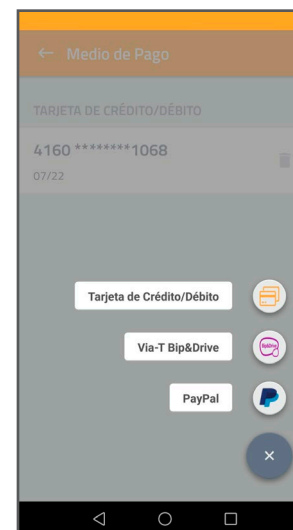 ← Medio de Pago
TARJETA DE CRÉDITO/DÉBITO
4160 ********1068
07/22
Tarjeta de Crédito/Débito
Via-T Bip&Drive
PayPal